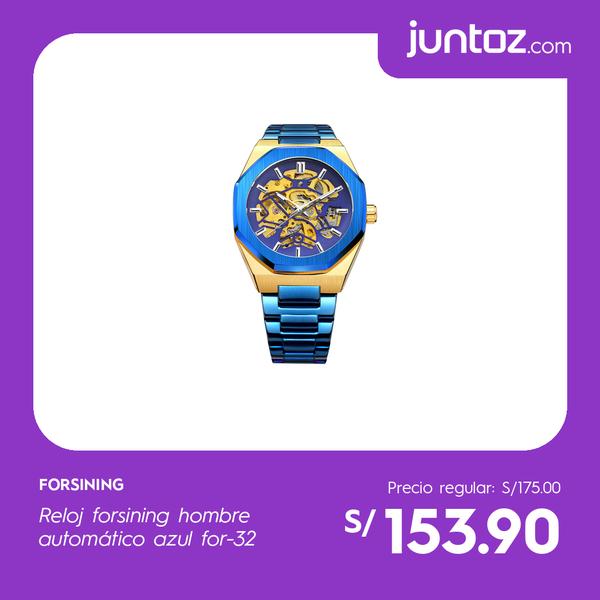 juntoz.com
FORSINING
Reloj forsining hombre
automático azul for-32
Precio regular: S/175.00
S/ 153.90